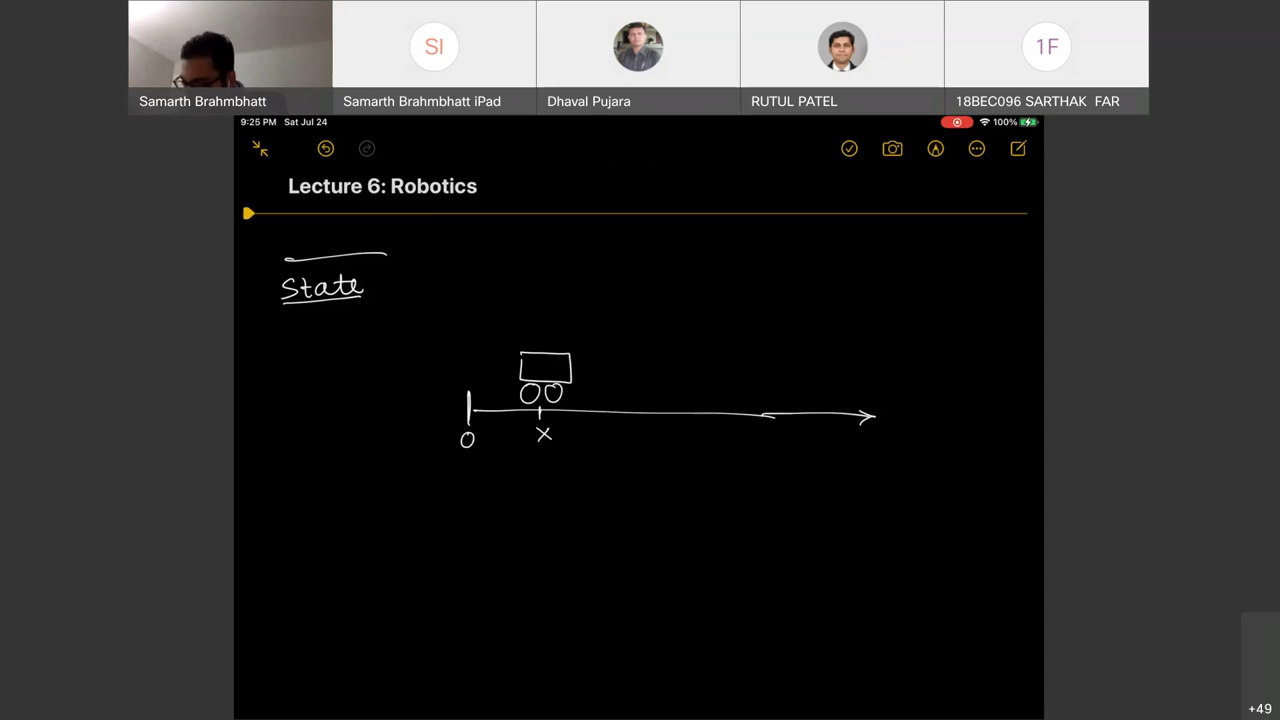 SI
1F
Samarth Brahmbhatt
Samarth Brahmbhatt iPad
Dhaval Pujara
RUTUL PATEL
18BEC096 SARTHAK FAR
9:25 PM Sat Jul 24
100%
Lecture 6: Robotics
State
0
x
+49